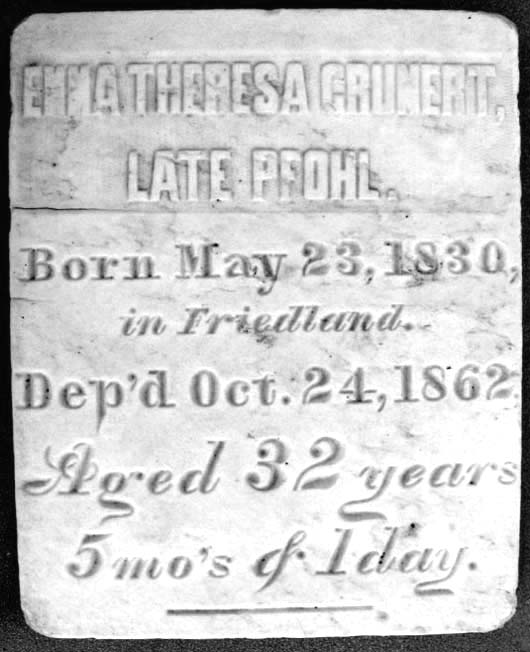 EMMA THERESA GRUNERT,
LATE PFOHL.
Born May 23, 1830,
in Friedland.
Dep'd Oct. 24, 1862
Aged 32 years
5 mo's & 1 day.